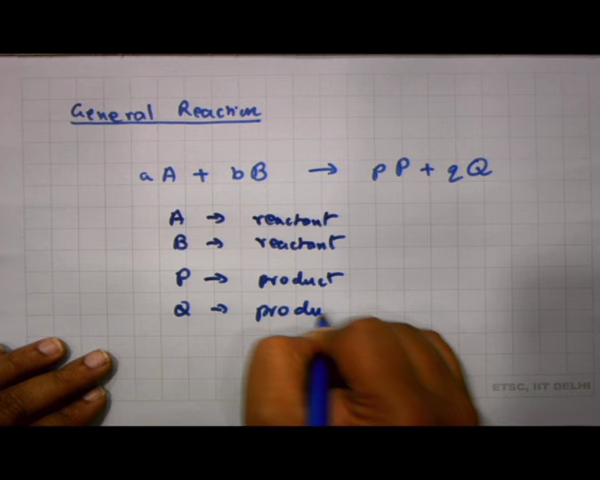 General Reaction
aA + bB → pP + qQ
A → reactant
B → reactant
P → product
Q → produ
ETSC, IIT DELHI